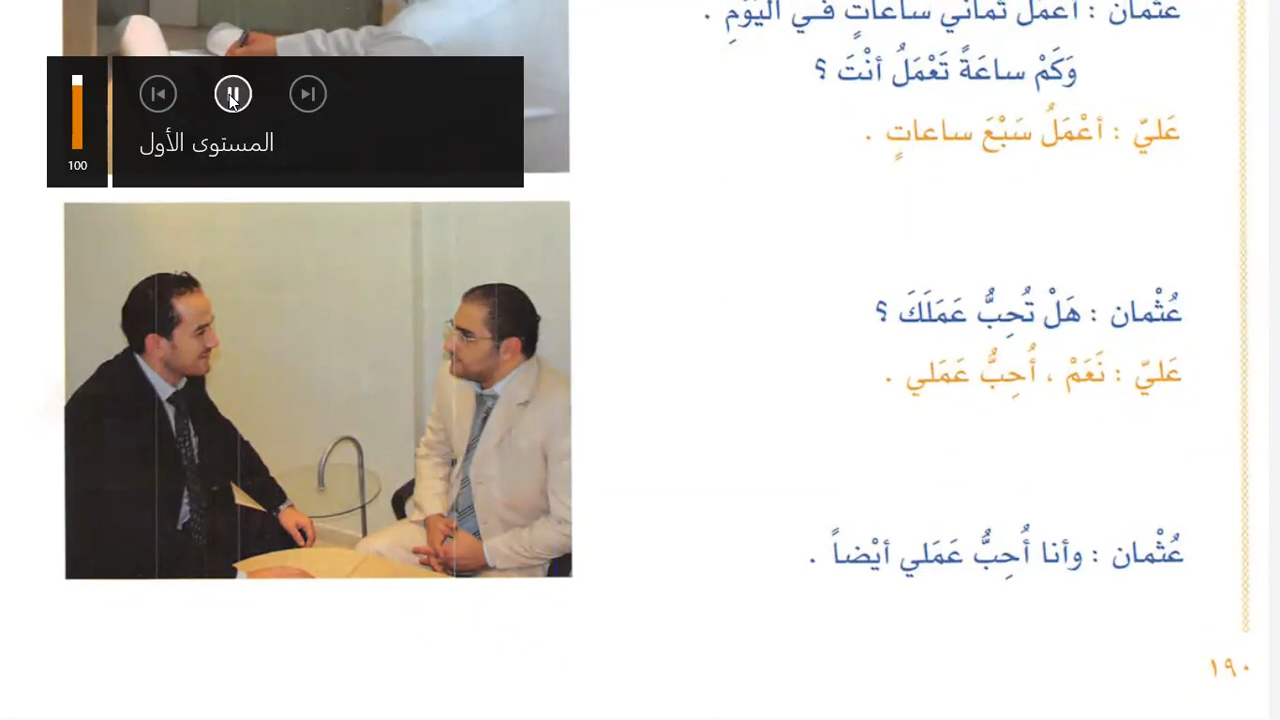 عثمان : أعمل ثماني ساعاتٍ في اليَوْمِ .
وَكَمْ ساعَةً تَعْمَلُ أنْتَ ؟
عَليّ : أعْمَلُ سَبْعَ ساعاتٍ .
100
المستوى الأول
عُثْمان : هَلْ تُحِبُّ عَمَلَكَ ؟
عَليّ : نَعَمْ ، أُحِبُّ عَمَلي .
عُثْمان : وأنا أُحِبُّ عَمَلي أيْضاً .
١٩٠